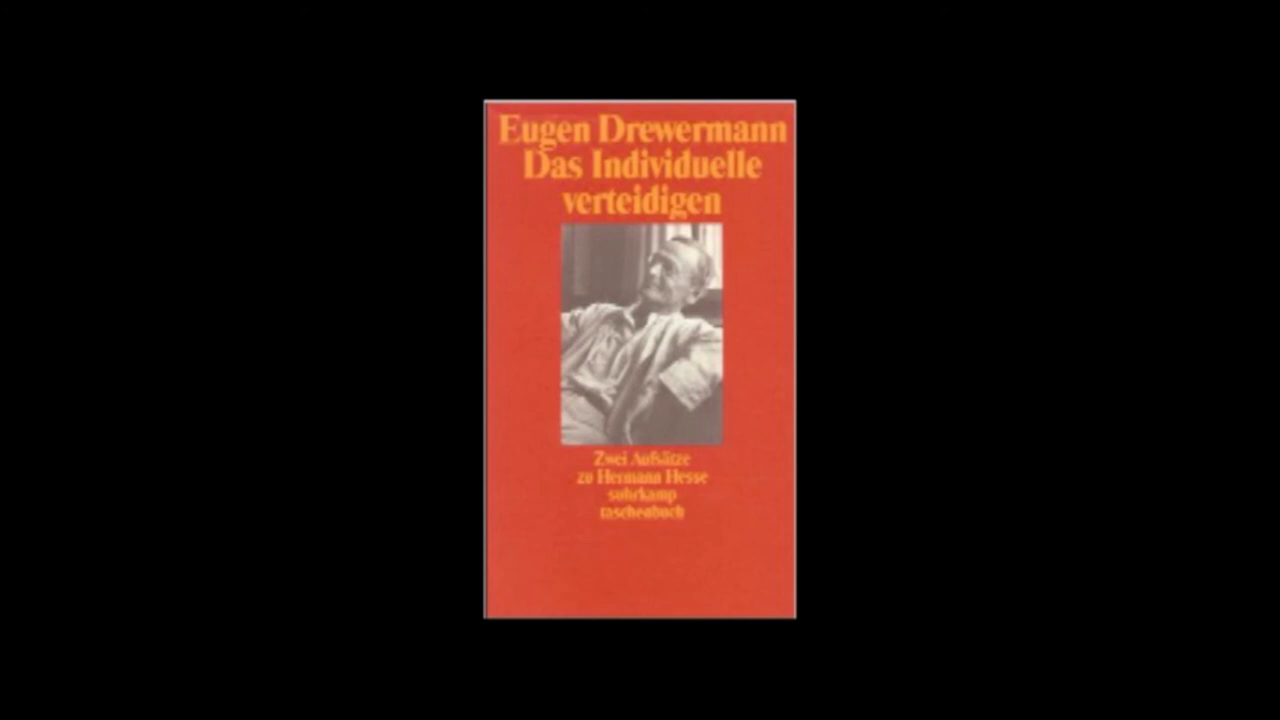 Eugen Drewermann
Das Individuelle
verteidigen
Zwei Aufsätze
zu Hermann Hesse
suhrkamp
taschenbuch